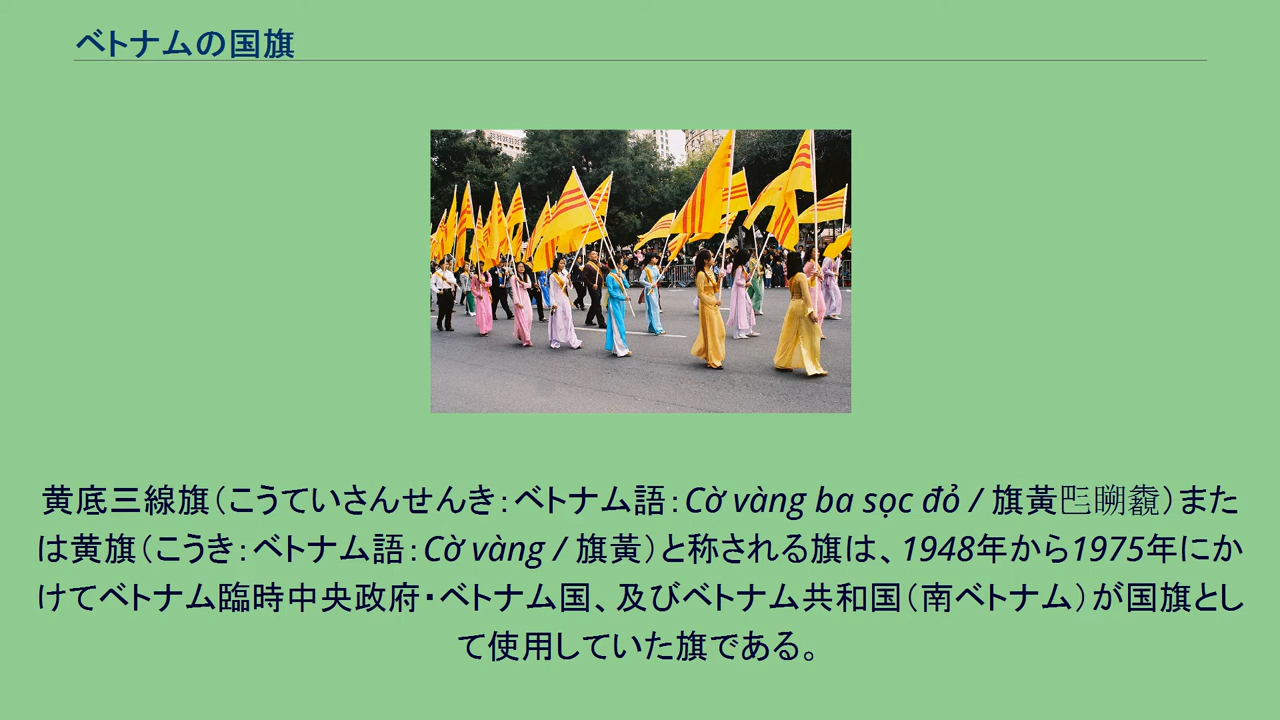 ベトナムの国旗
黄底三線旗（こうていさんせんき：ベトナム語：Cờ vàng ba sọc đỏ / 旗黃𠀧𣇜𧹼）また
は黄旗（こうき：ベトナム語：Cờ vàng / 旗黃）と称される旗は、1948年から1975年にか
けてベトナム臨時中央政府・ベトナム国、及びベトナム共和国（南ベトナム）が国旗とし
て使用していた旗である。